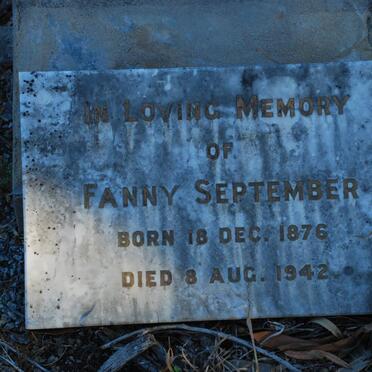 IN LOVING MEMORY
OF
FANNY SEPTEMBER
BORN 18 DEC. 1876
DIED 8 AUG. 1942.